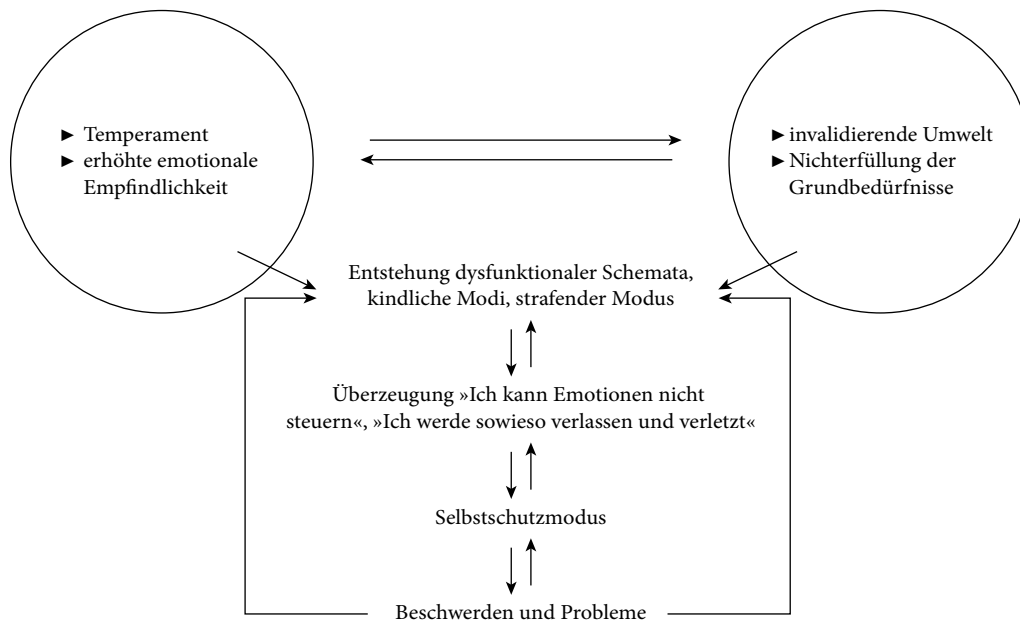 ► Temperament
► erhöhte emotionale
Empfindlichkeit
► invalidierende Umwelt
► Nichterfüllung der
Grundbedürfnisse
Entstehung dysfunktionaler Schemata,
kindliche Modi, strafender Modus
Überzeugung »Ich kann Emotionen nicht
steuern«, »Ich werde sowieso verlassen und verletzt«
Selbstschutzmodus
Beschwerden und Probleme